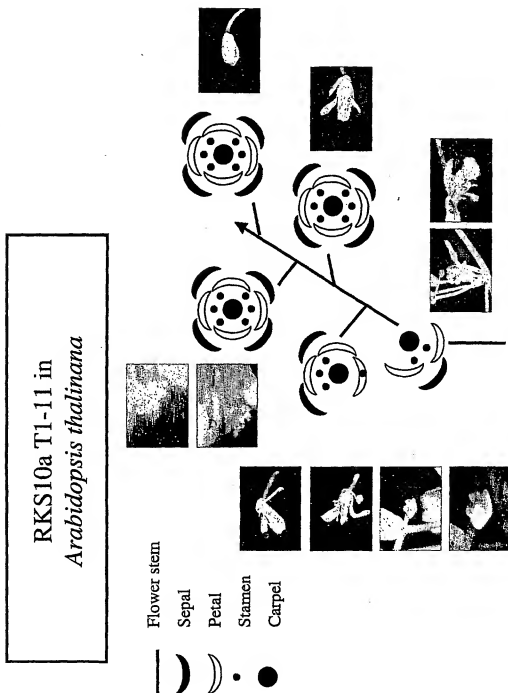 RKS10a T1-11 in
Arabidopsis thalinana
Flower stem
Sepal
Petal
Stamen
Carpel